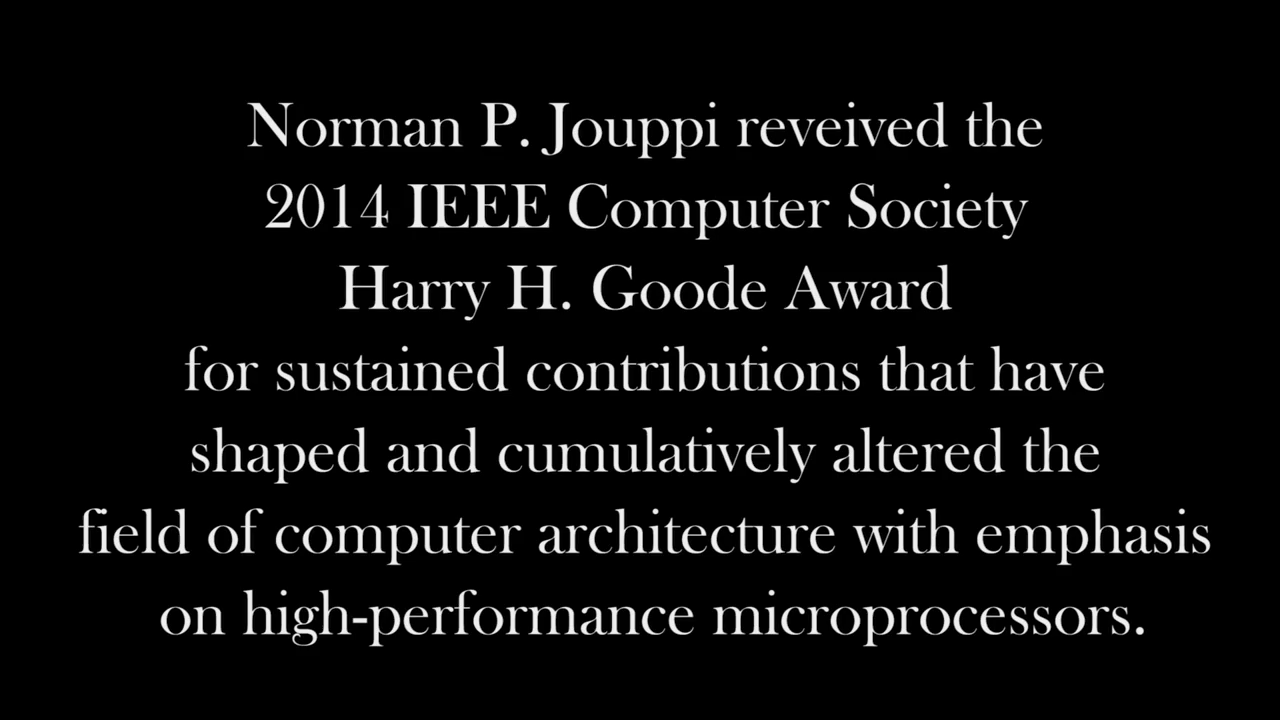 Norman P. Jouppi reveived the
2014 IEEE Computer Society
Harry H. Goode Award
for sustained contributions that have
shaped and cumulatively altered the
field of computer architecture with emphasis
on high-performance microprocessors.